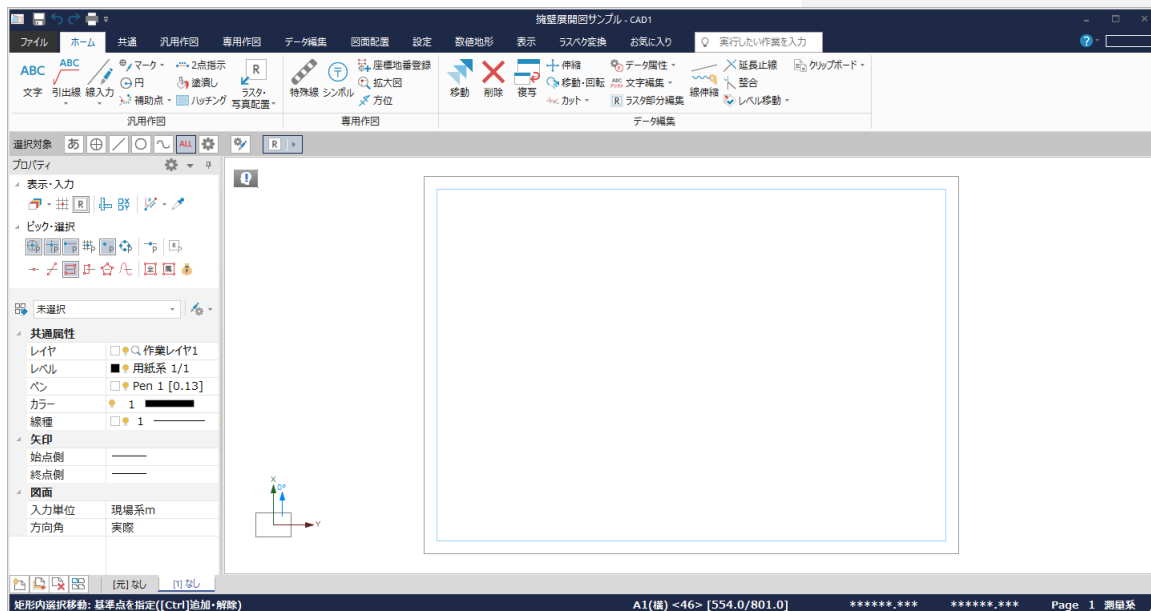 擁壁展開図サンプル - CAD1
ファイル ホーム 共通 汎用作図 専用作図 データ編集 図面配置 設定 数値地形 表示 ラスベク変換 お気に入り 実行したい作業を入力
ABC 文字
ABC 引出線
線入力
マーク
円
補助点
2点指示
塗潰し
ハッチング
R ラスタ・写真配置
汎用作図
特殊線
シンボル
座標地番登録
拡大図
方位
専用作図
移動
削除
複写
伸縮
移動・回転
カット
データ属性
文字編集
R ラスタ部分編集
線伸縮
延長止線
整合
レベル移動
クリップボード
データ編集
選択対象 あ ALL R
プロパティ
表示・入力
R
ピック・選択
未選択
共通属性
レイヤ 作業レイヤ1
レベル 用紙系 1/1
ペン Pen 1 [0.13]
カラー 1
線種 1
矢印
始点側
終点側
図面
入力単位 現場系m
方向角 実際
X
0°
Y
[元] なし [1] なし
矩形内選択移動: 基準点を指定([Ctrl]追加・解除) A1(横) <46> [554.0/801.0] ******.*** ******.*** Page 1 測量系